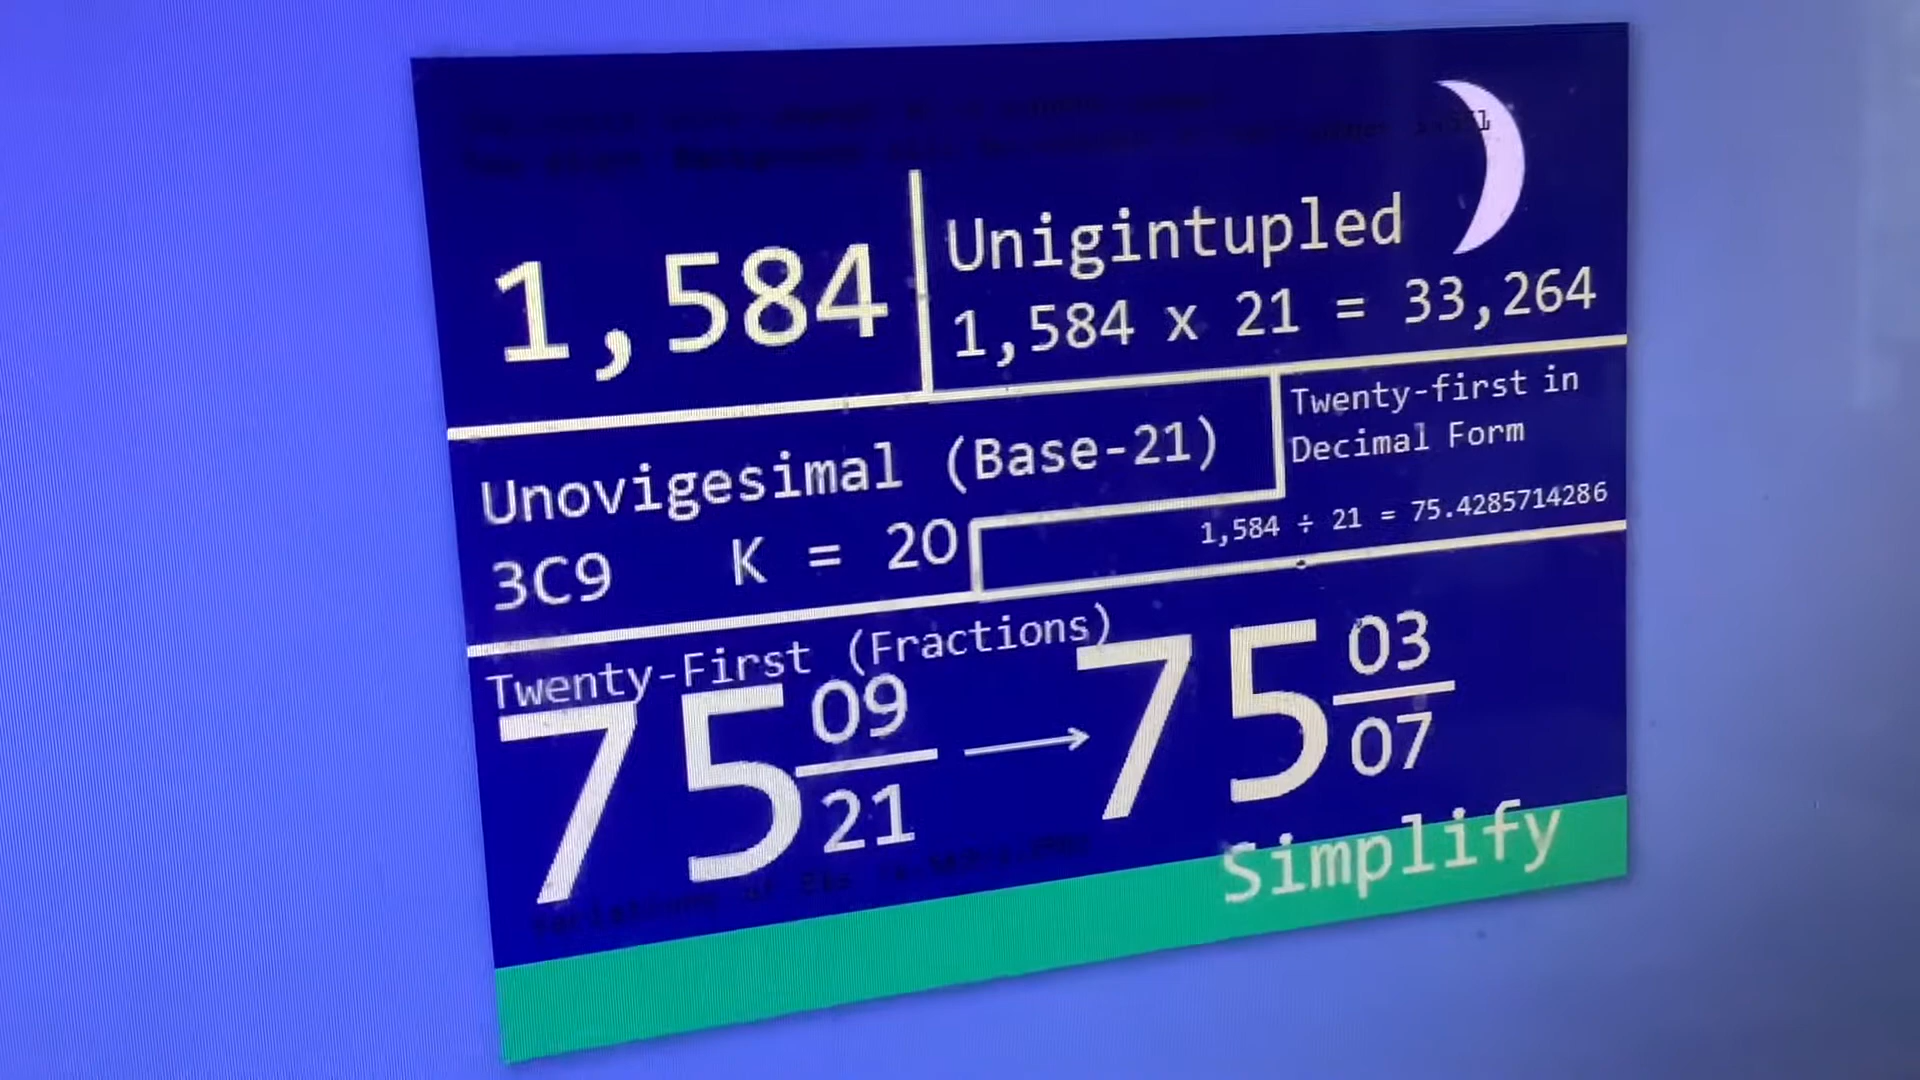 1,584
Unigintupled
1,584 x 21 = 33,264
Unovigesimal (Base-21)
3C9 K = 20
Twenty-first in
Decimal Form
1,584 ÷ 21 = 75.4285714286
Twenty-First (Fractions)
75 09/21 → 75 03/07
Simplify